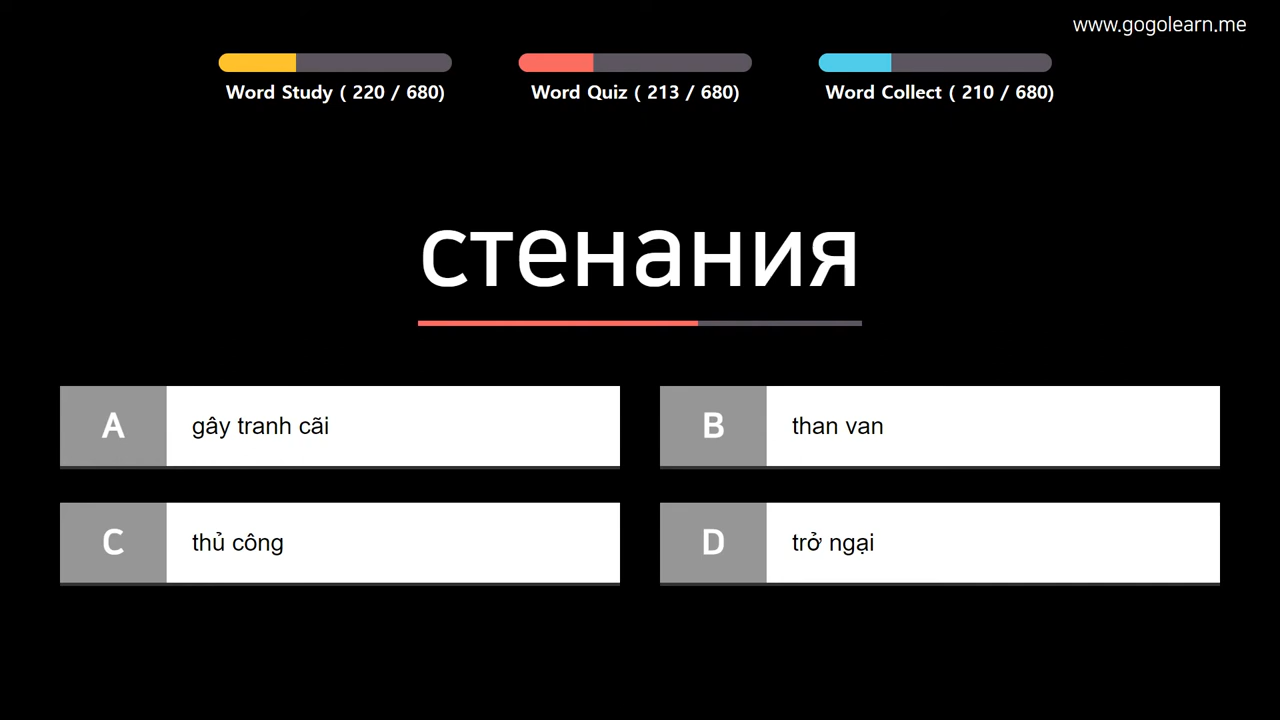 www.gogolearn.me
Word Study ( 220 / 680)
Word Quiz ( 213 / 680)
Word Collect ( 210 / 680)
стенания
A gây tranh cãi
B than van
C thủ công
D trở ngại